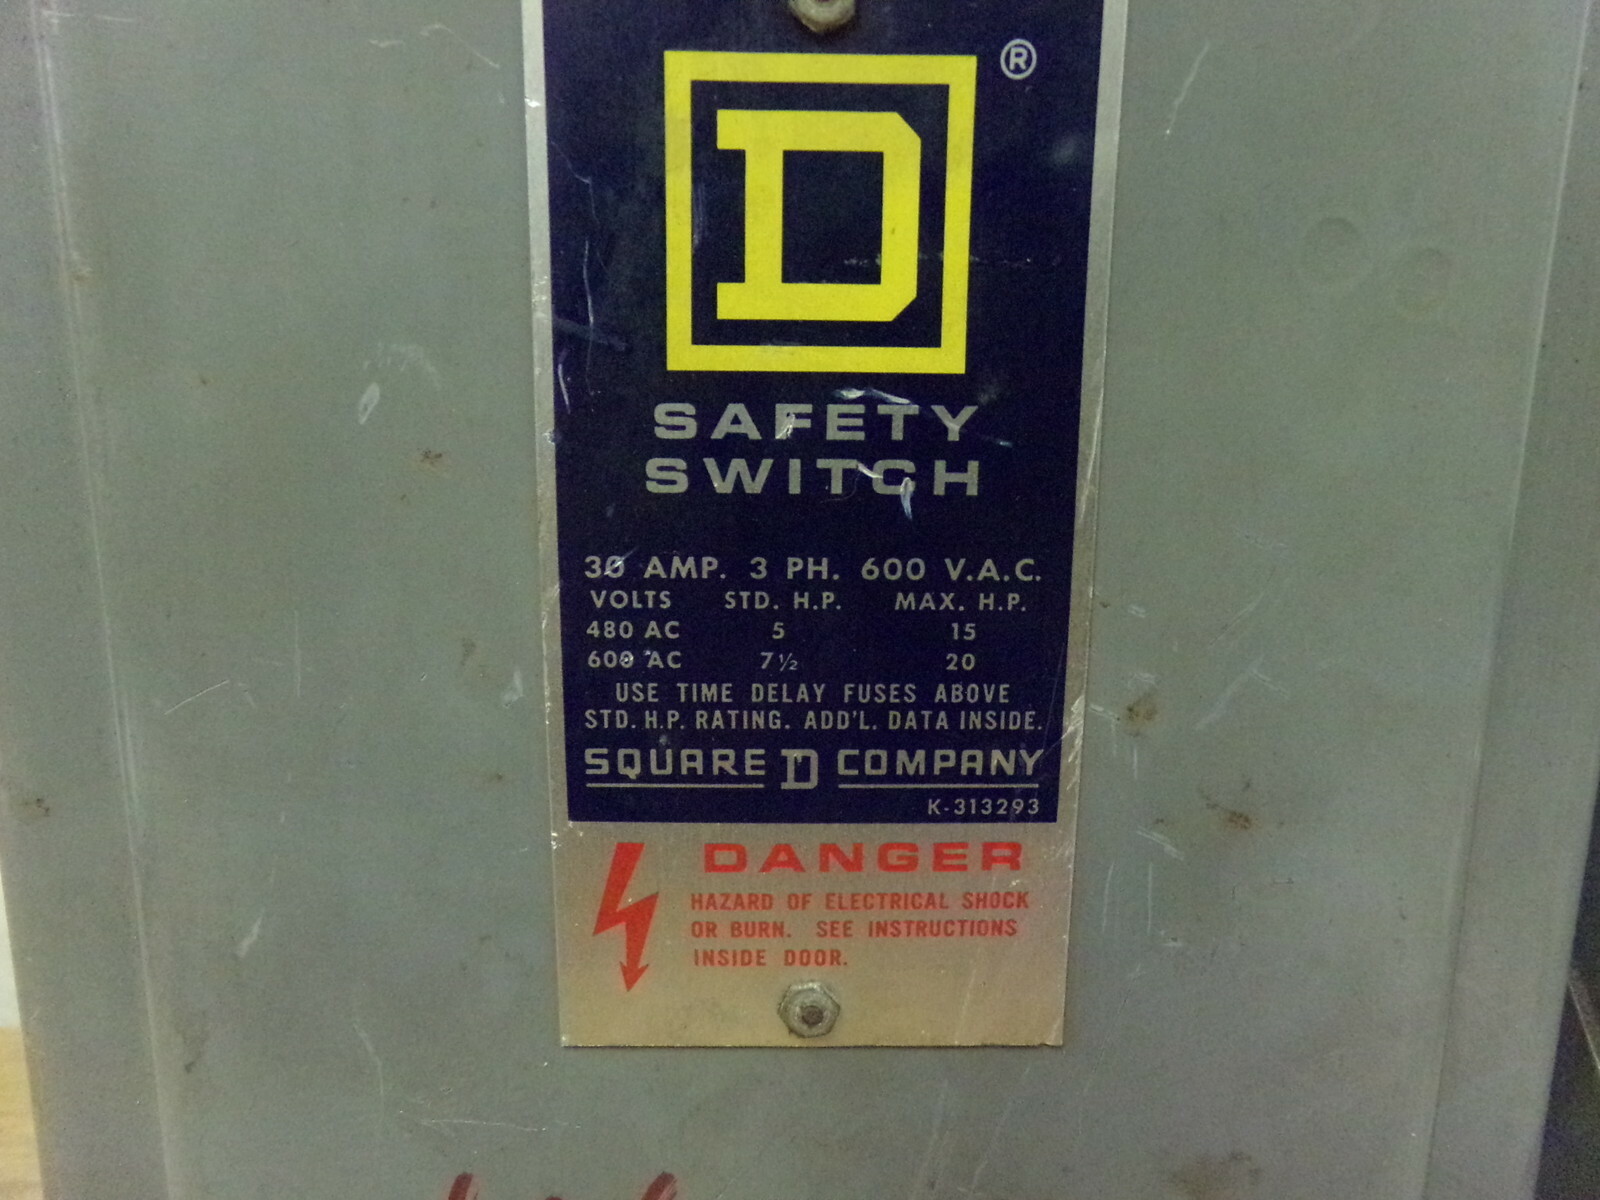 ®
D
SAFETY
SWITCH
30 AMP. 3 PH. 600 V.A.C.
VOLTS STD. H.P. MAX. H.P.
480 AC 5 15
600 AC 7½ 20
USE TIME DELAY FUSES ABOVE
STD. H.P. RATING. ADD'L. DATA INSIDE.
SQUARE D COMPANY
K-313293
DANGER
HAZARD OF ELECTRICAL SHOCK
OR BURN. SEE INSTRUCTIONS
INSIDE DOOR.